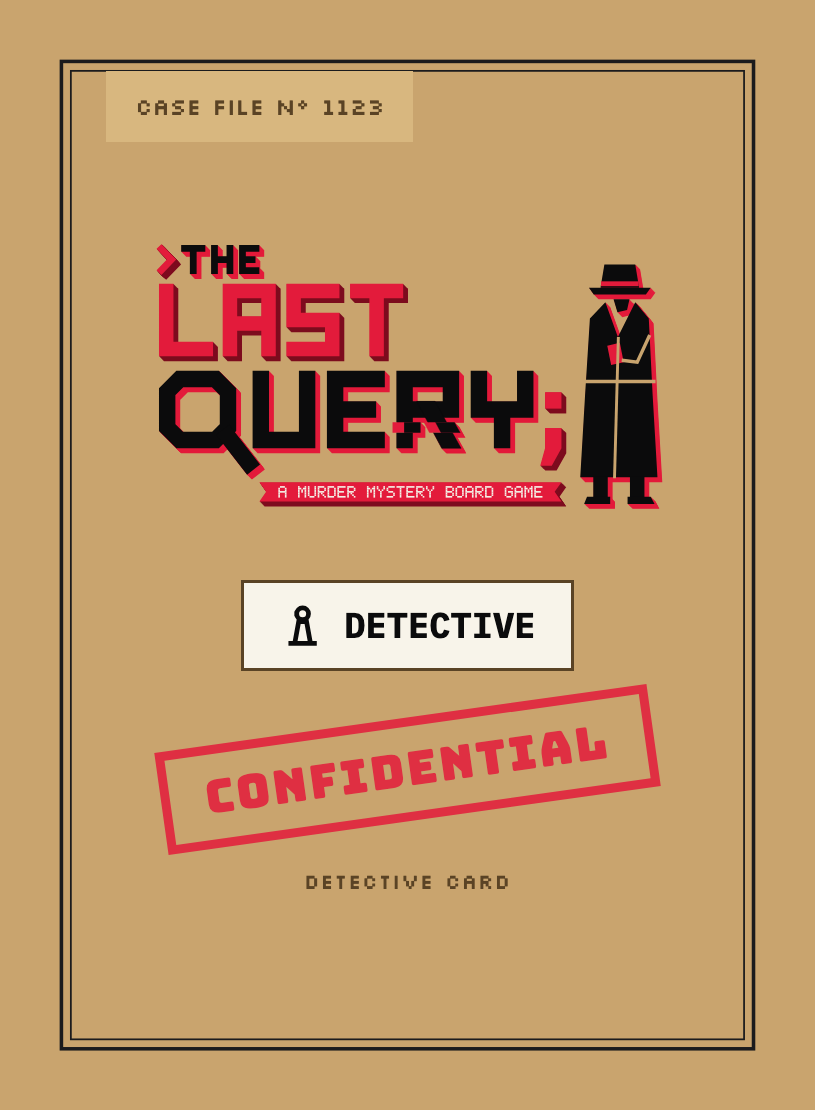 CASE FILE Nº 1123
>THE
LAST
QUERY;
A MURDER MYSTERY BOARD GAME
DETECTIVE
CONFIDENTIAL
DETECTIVE CARD